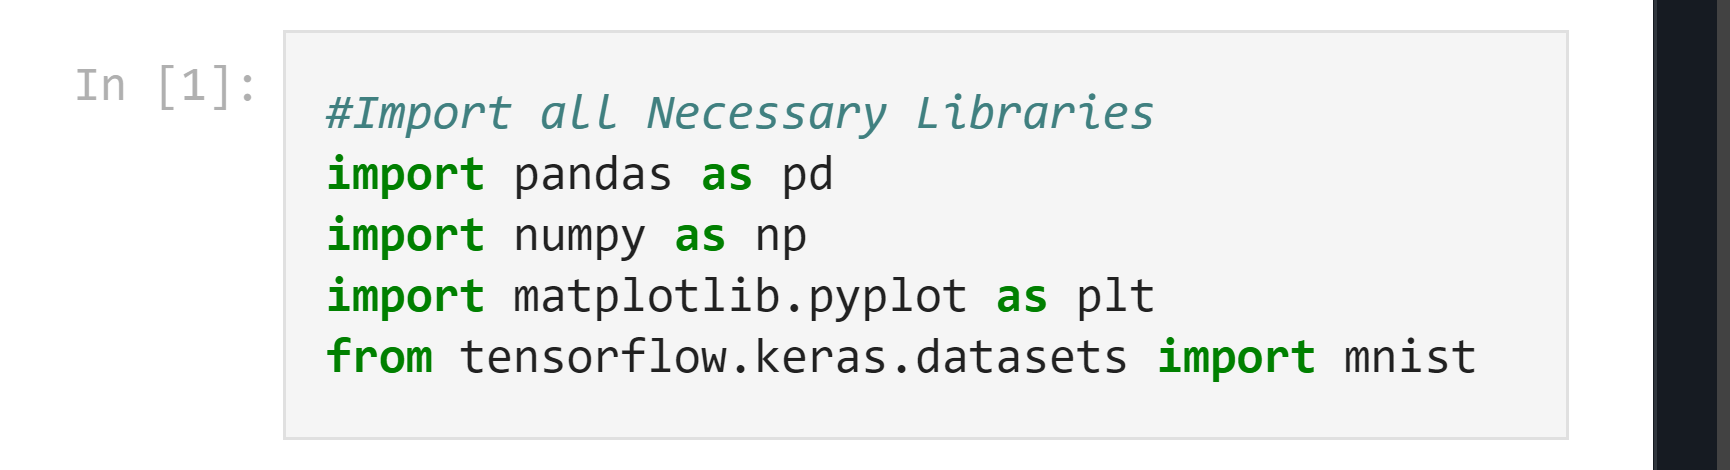 In [1]:
#Import all Necessary Libraries
import pandas as pd
import numpy as np
import matplotlib.pyplot as plt
from tensorflow.keras.datasets import mnist